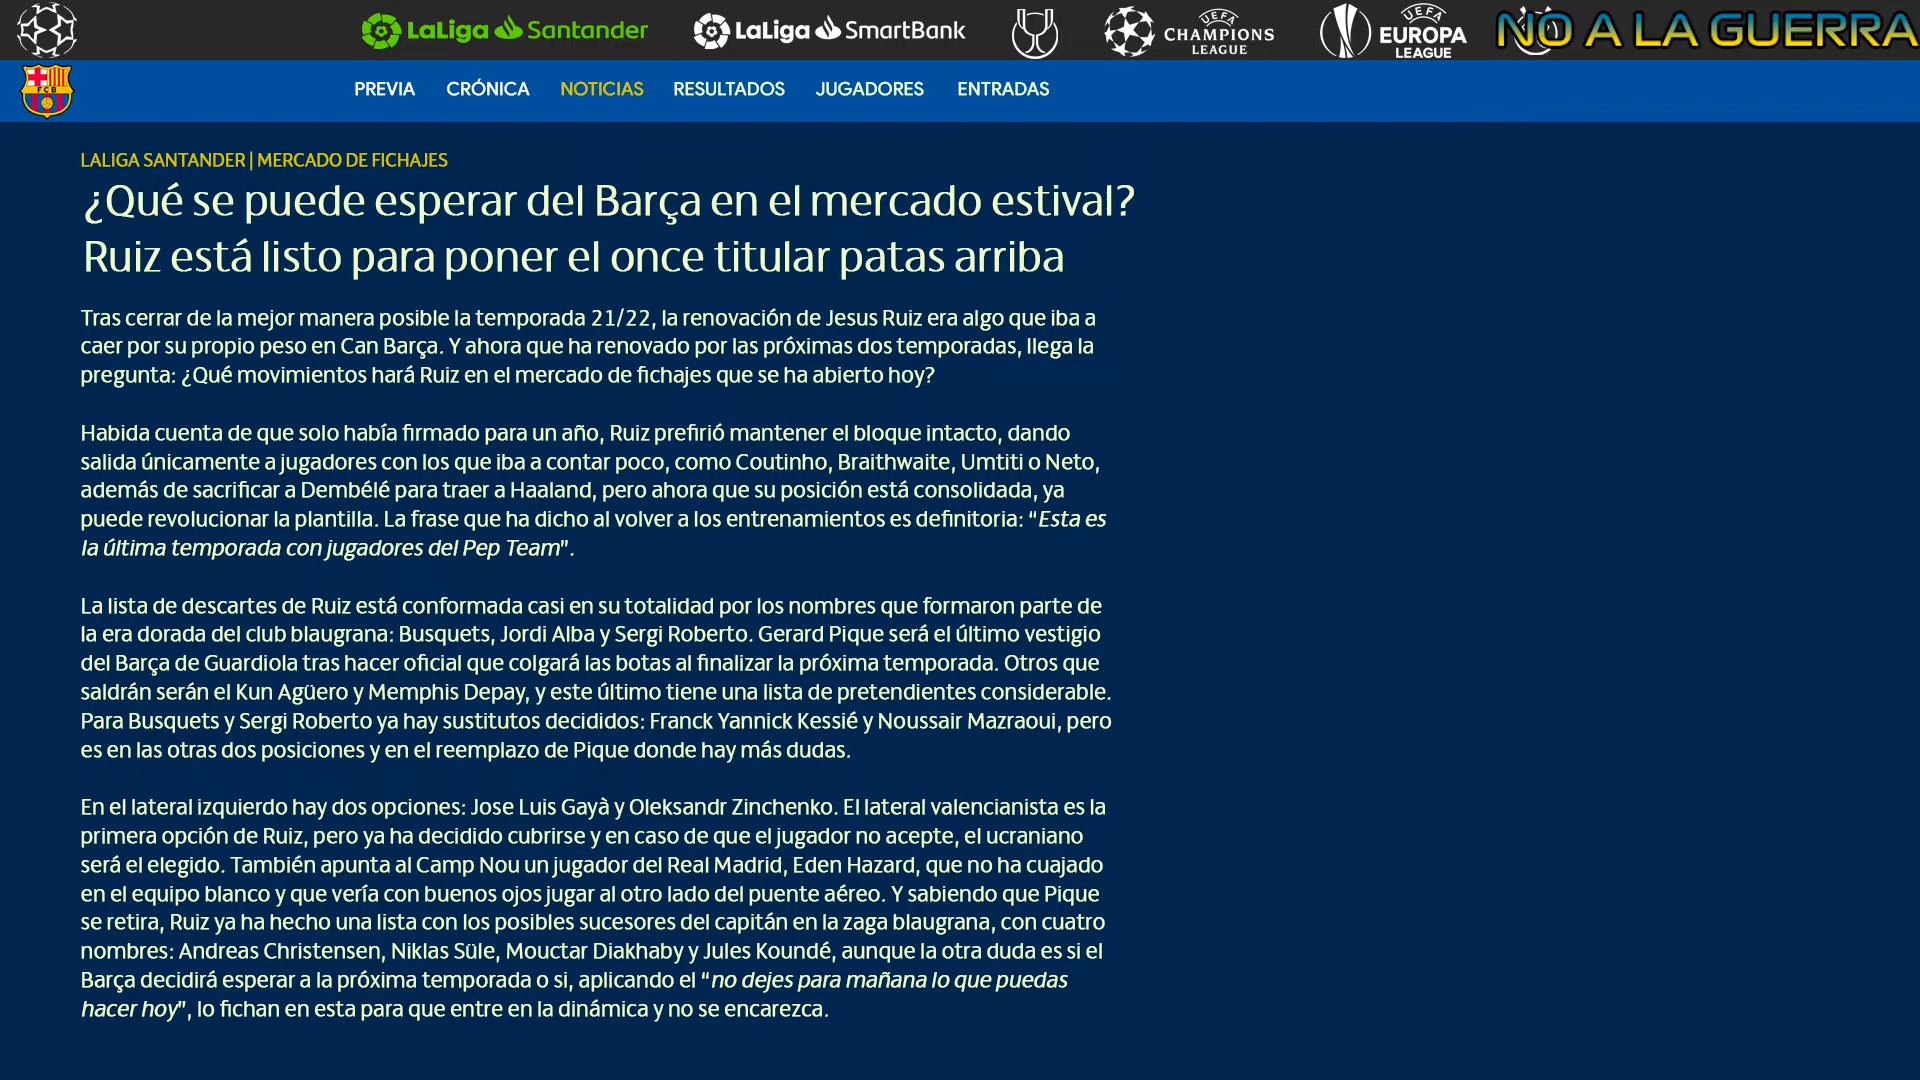 LaLiga Santander
LaLiga SmartBank
UEFA
CHAMPIONS
LEAGUE
UEFA
EUROPA
LEAGUE
NO A LA GUERRA
FCB
PREVIA
CRÓNICA
NOTICIAS
RESULTADOS
JUGADORES
ENTRADAS
LALIGA SANTANDER | MERCADO DE FICHAJES
¿Qué se puede esperar del Barça en el mercado estival?
Ruiz está listo para poner el once titular patas arriba
Tras cerrar de la mejor manera posible la temporada 21/22, la renovación de Jesus Ruiz era algo que iba a
caer por su propio peso en Can Barça. Y ahora que ha renovado por las próximas dos temporadas, llega la
pregunta: ¿Qué movimientos hará Ruiz en el mercado de fichajes que se ha abierto hoy?
Habida cuenta de que solo había firmado para un año, Ruiz prefirió mantener el bloque intacto, dando
salida únicamente a jugadores con los que iba a contar poco, como Coutinho, Braithwaite, Umtiti o Neto,
además de sacrificar a Dembélé para traer a Haaland, pero ahora que su posición está consolidada, ya
puede revolucionar la plantilla. La frase que ha dicho al volver a los entrenamientos es definitoria: “Esta es
la última temporada con jugadores del Pep Team”.
La lista de descartes de Ruiz está conformada casi en su totalidad por los nombres que formaron parte de
la era dorada del club blaugrana: Busquets, Jordi Alba y Sergi Roberto. Gerard Pique será el último vestigio
del Barça de Guardiola tras hacer oficial que colgará las botas al finalizar la próxima temporada. Otros que
saldrán serán el Kun Agüero y Memphis Depay, y este último tiene una lista de pretendientes considerable.
Para Busquets y Sergi Roberto ya hay sustitutos decididos: Franck Yannick Kessié y Noussair Mazraoui, pero
es en las otras dos posiciones y en el reemplazo de Pique donde hay más dudas.
En el lateral izquierdo hay dos opciones: Jose Luis Gayà y Oleksandr Zinchenko. El lateral valencianista es la
primera opción de Ruiz, pero ya ha decidido cubrirse y en caso de que el jugador no acepte, el ucraniano
será el elegido. También apunta al Camp Nou un jugador del Real Madrid, Eden Hazard, que no ha cuajado
en el equipo blanco y que vería con buenos ojos jugar al otro lado del puente aéreo. Y sabiendo que Pique
se retira, Ruiz ya ha hecho una lista con los posibles sucesores del capitán en la zaga blaugrana, con cuatro
nombres: Andreas Christensen, Niklas Süle, Mouctar Diakhaby y Jules Koundé, aunque la otra duda es si el
Barça decidirá esperar a la próxima temporada o si, aplicando el “no dejes para mañana lo que puedas
hacer hoy”, lo fichan en esta para que entre en la dinámica y no se encarezca.